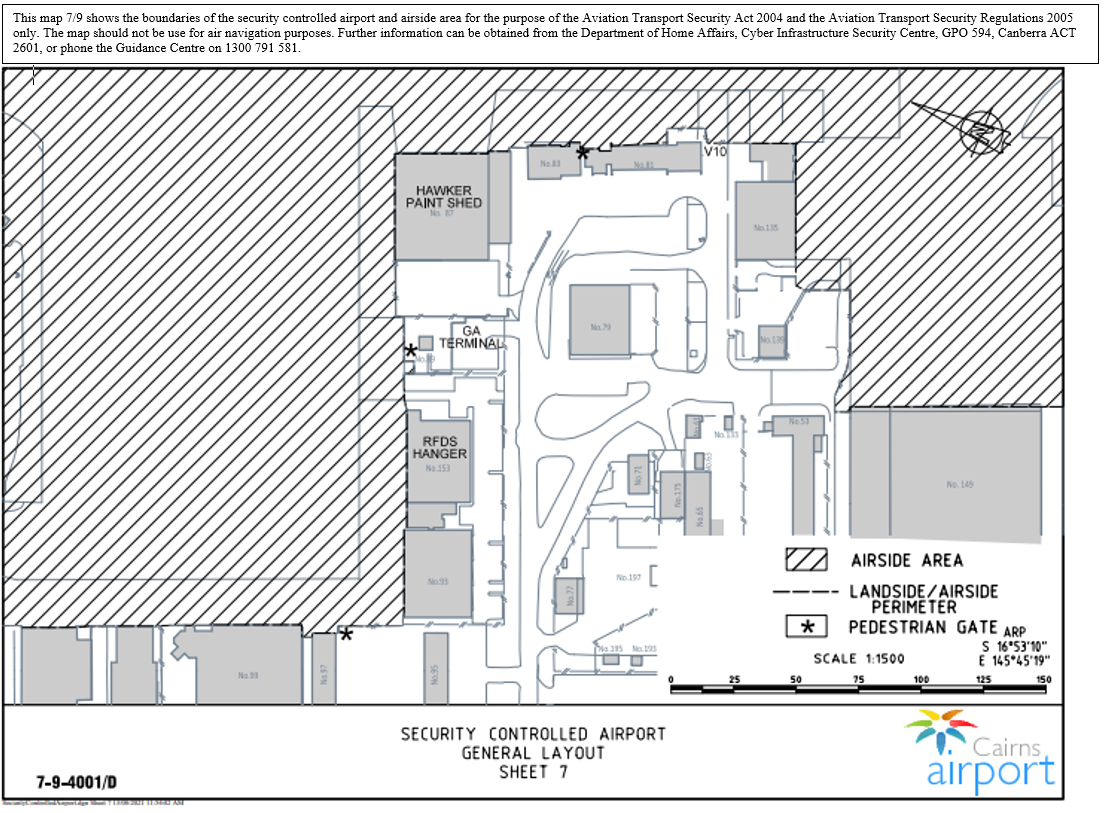 This map 7/9 shows the boundaries of the security controlled airport and airside area for the purpose of the Aviation Transport Security Act 2004 and the Aviation Transport Security Regulations 2005
only. The map should not be use for air navigation purposes. Further information can be obtained from the Department of Home Affairs, Cyber Infrastructure Security Centre, GPO 594, Canberra ACT
2601, or phone the Guidance Centre on 1300 791 581.
No.83
No.81
V10
HAWKER
PAINT SHED
No. 87
No.135
GA
TERMINAL
No.79
No.139
RFDS
HANGER
No.153
No.53
No.133
No.71
No.175
No.65
No.149
No.93
No.197
No.77
No.195
No.193
No.99
No.97
No.95
AIRSIDE AREA
LANDSIDE/AIRSIDE
PERIMETER
PEDESTRIAN GATE
ARP
S 16°53'10"
E 145°45'19"
SCALE 1:1500
0 25 50 75 100 125 150
SECURITY CONTROLLED AIRPORT
GENERAL LAYOUT
SHEET 7
7-9-4001/D
Cairns
airport